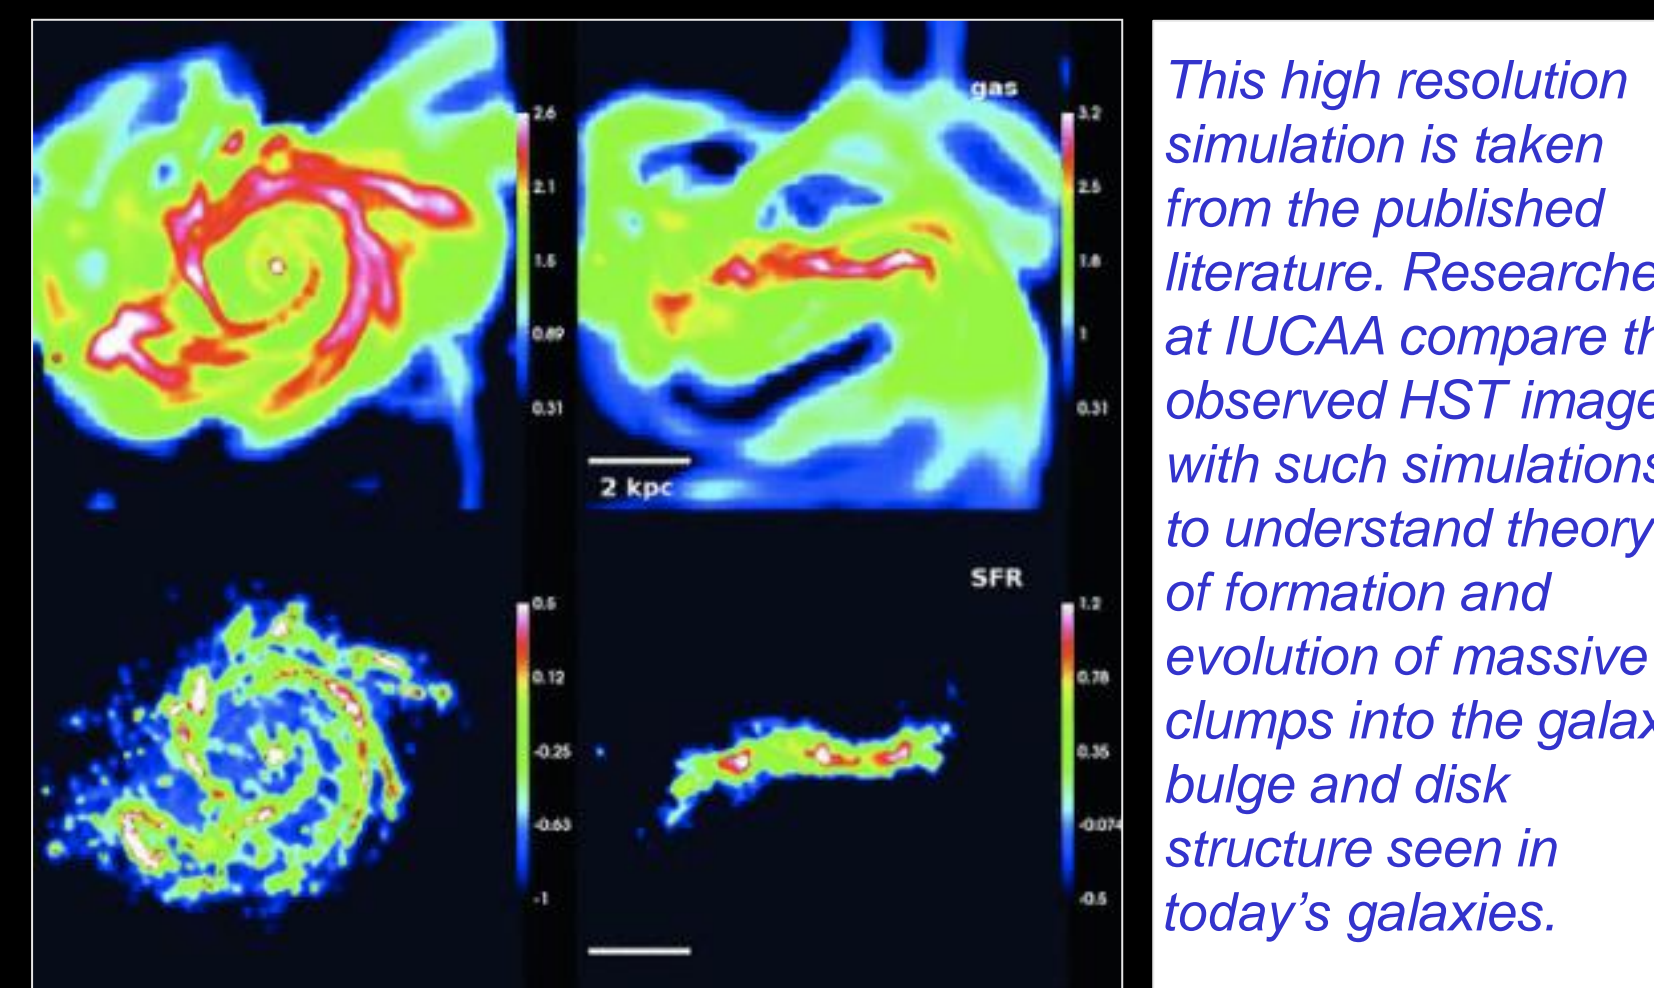 gas
2.6
2.1
1.5
0.89
0.31
3.2
2.5
1.8
1
0.31
2 kpc
SFR
0.5
0.12
-0.25
-0.63
-1
1.2
0.78
0.35
-0.074
-0.5
This high resolution
simulation is taken
from the published
literature. Researche
at IUCAA compare th
observed HST image
with such simulations
to understand theory
of formation and
evolution of massive
clumps into the galax
bulge and disk
structure seen in
today’s galaxies.